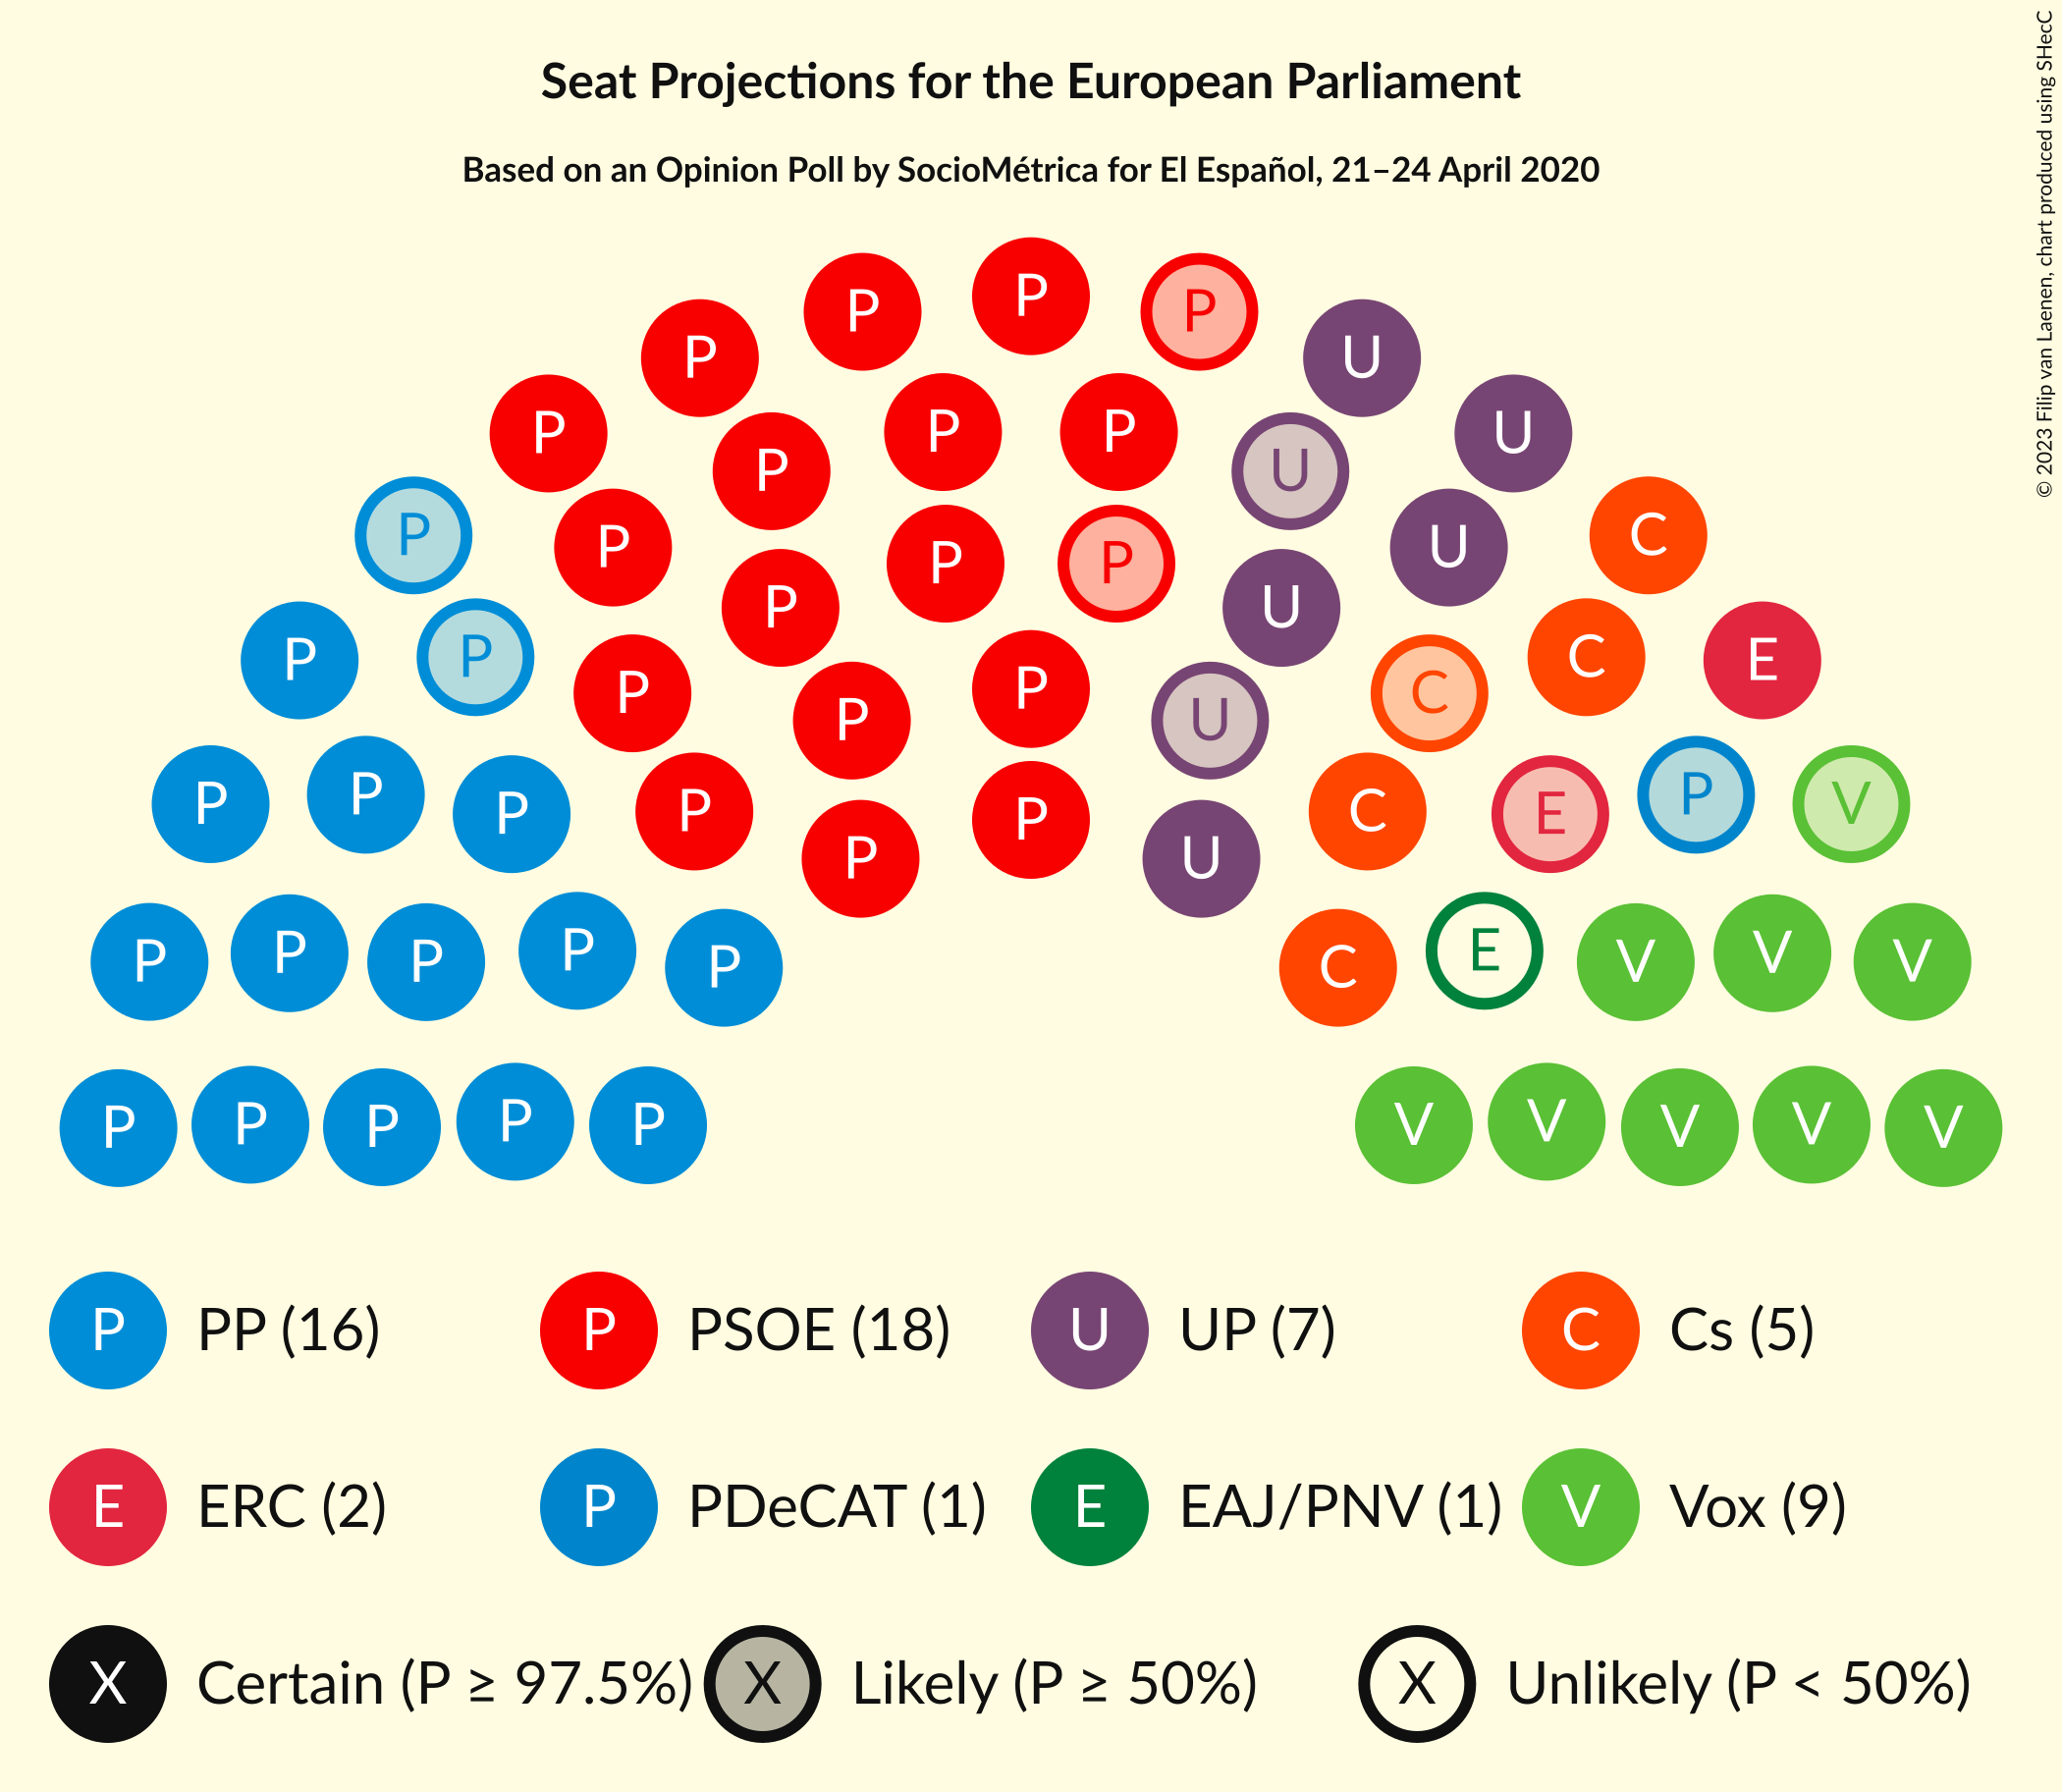 Seat Projections for the European Parliament
Based on an Opinion Poll by SocioMétrica for El Español, 21–24 April 2020
© 2023 Filip van Laenen, chart produced using SHecC
P
P P P
P U
P P P U
P P U
P P P C
P P P U
P P C
P P P U C E
P P P C E P V
P P P P U
P P P P P C E V V V
P P P P P V V V V V
P PP (16) P PSOE (18) U UP (7) C Cs (5)
E ERC (2) P PDeCAT (1) E EAJ/PNV (1) V Vox (9)
X Certain (P ≥ 97.5%) X Likely (P ≥ 50%) X Unlikely (P < 50%)